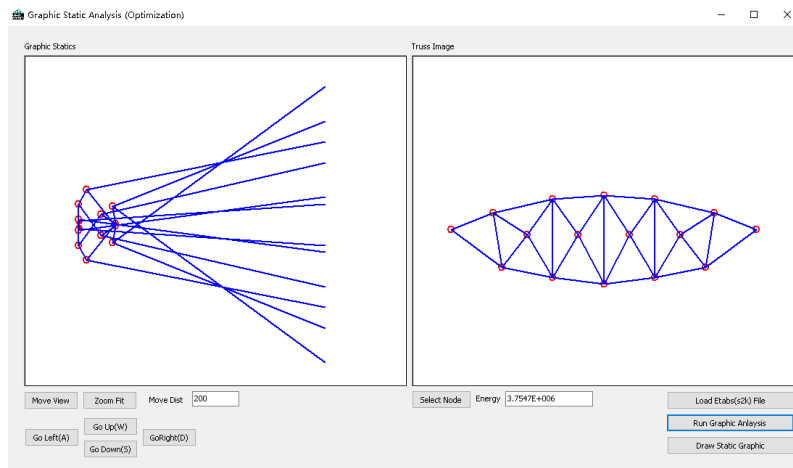 Graphic Static Analysis (Optimization)
Graphic Statics
Truss Image
Move View
Zoom Fit
Move Dist
200
Select Node
Energy
3.7547E+006
Load Etabs(s2k) File
Go Up(W)
Run Graphic Anlaysis
Go Left(A)
GoRight(D)
Go Down(S)
Draw Static Graphic